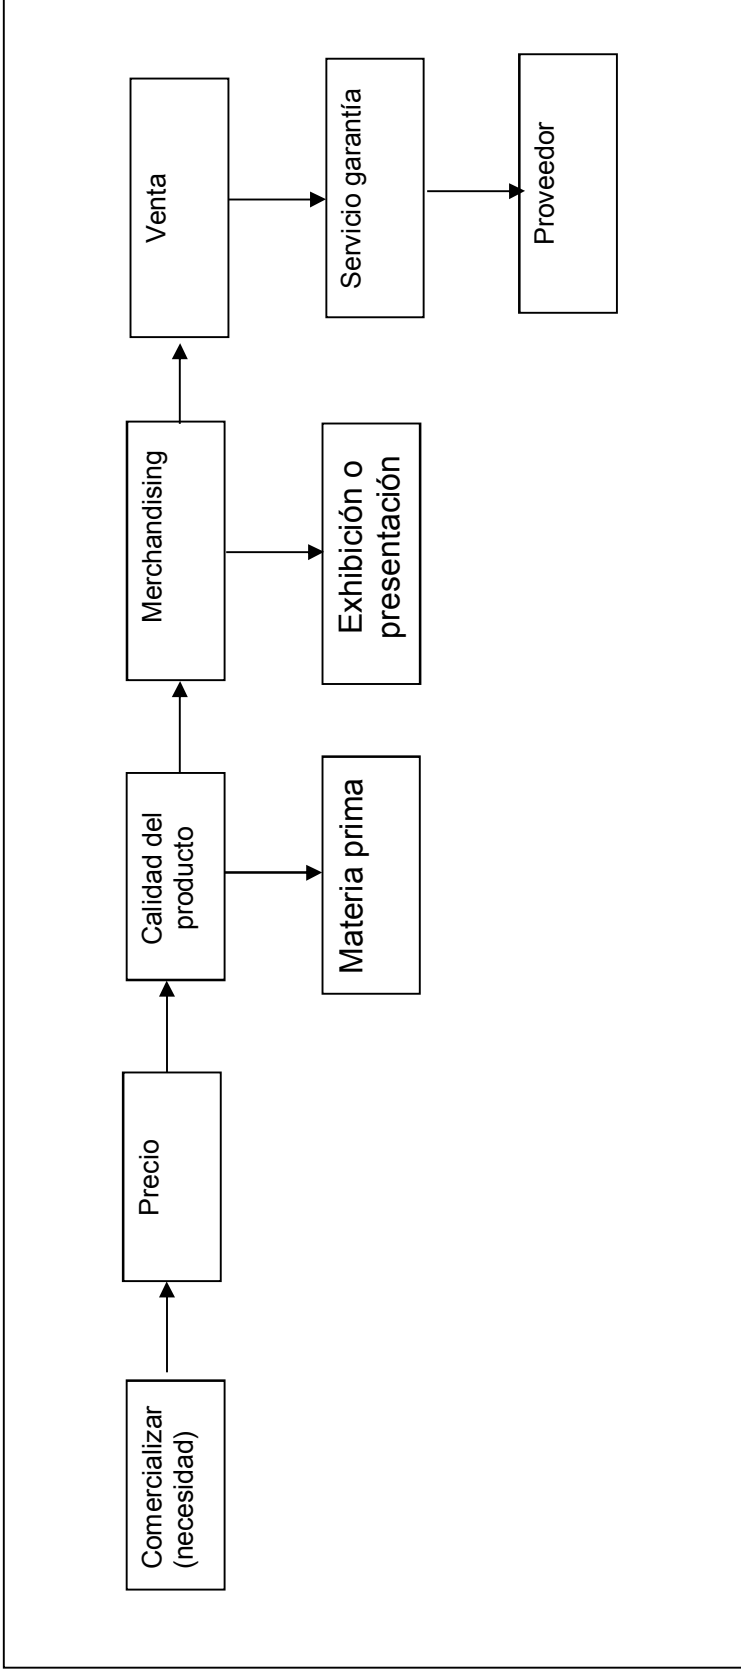 Comercializar
(necesidad)
Precio
Calidad del
producto
Merchandising
Venta
Materia prima
Exhibición o
presentación
Servicio garantía
Proveedor